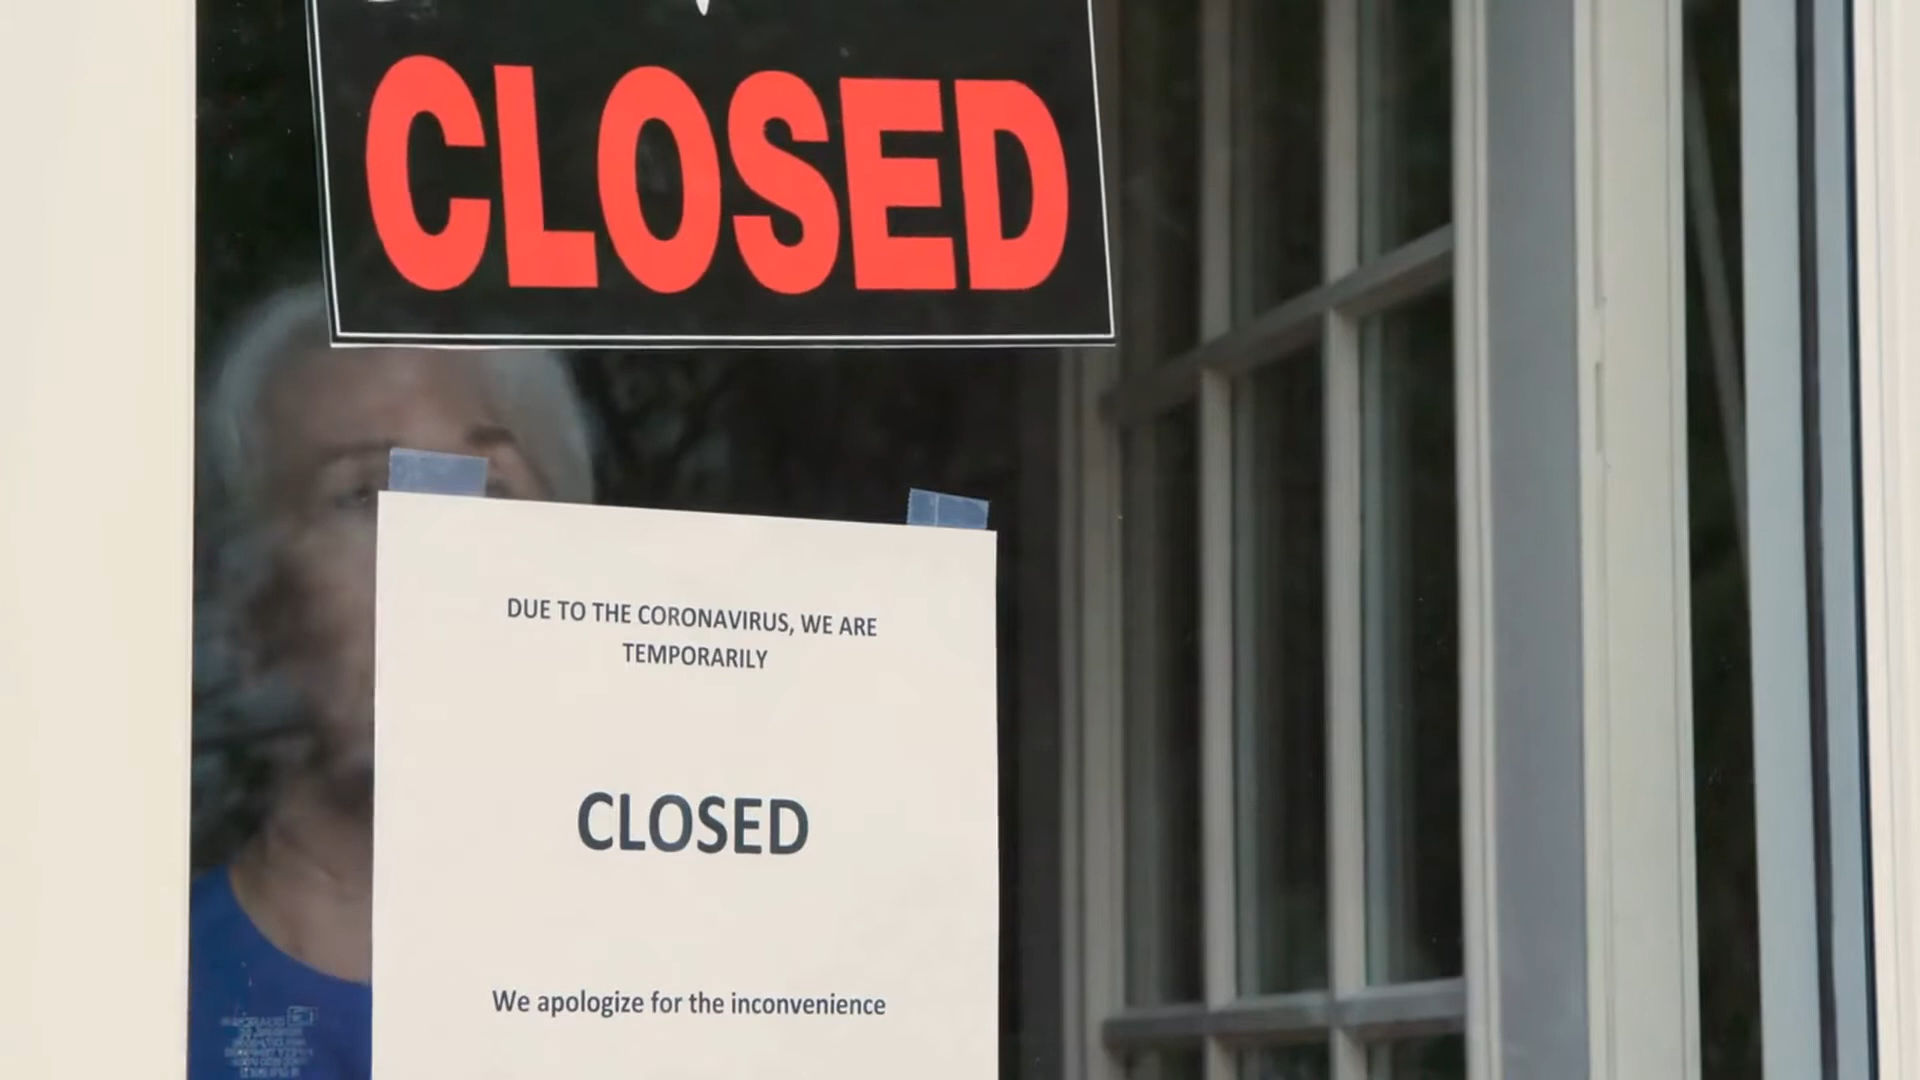 CLOSED
DUE TO THE CORONAVIRUS, WE ARE
TEMPORARILY
CLOSED
We apologize for the inconvenience